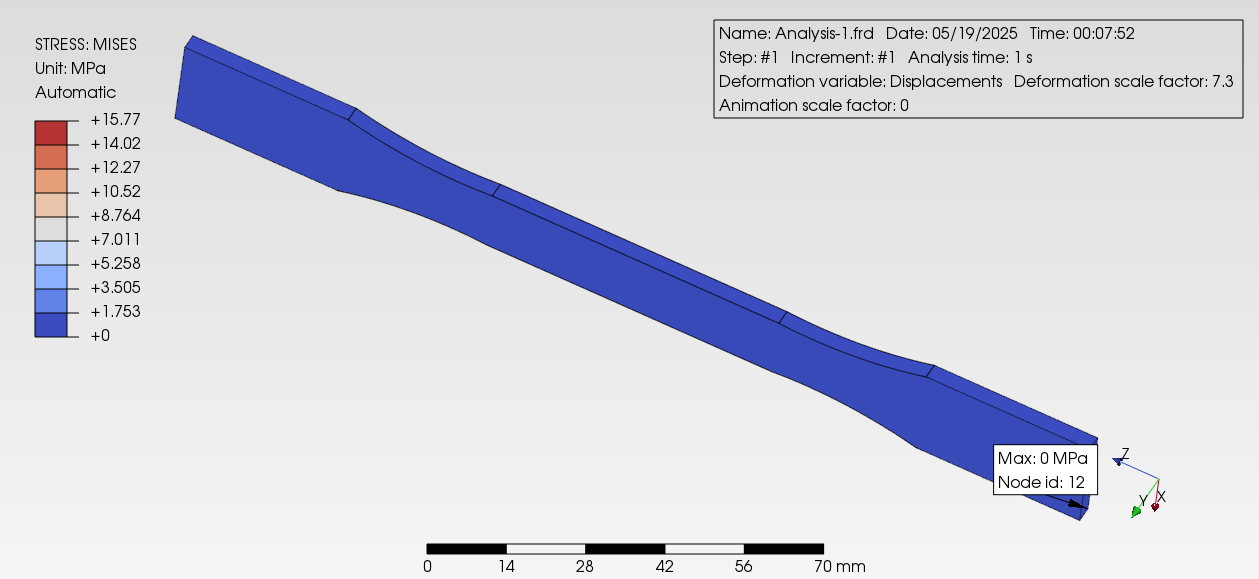 STRESS: MISES
Unit: MPa
Automatic
+15.77
+14.02
+12.27
+10.52
+8.764
+7.011
+5.258
+3.505
+1.753
+0
Name: Analysis-1.frd   Date: 05/19/2025   Time: 00:07:52
Step: #1   Increment: #1   Analysis time: 1 s
Deformation variable: Displacements   Deformation scale factor: 7.3
Animation scale factor: 0
Max: 0 MPa
Node id: 12
Z
Y X
0 14 28 42 56 70 mm